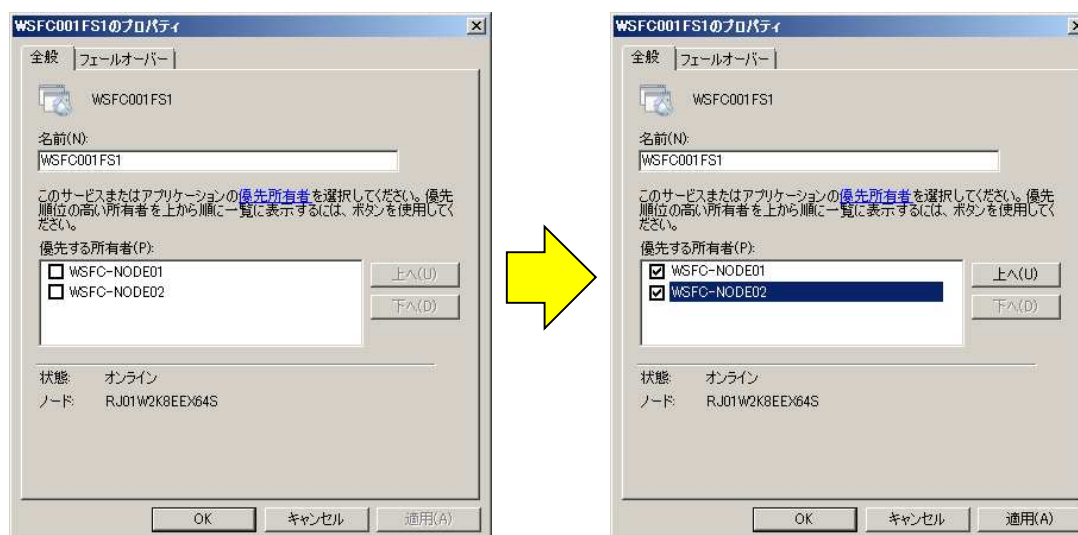 WSFC001FS1のプロパティ
全般
フェールオーバー
WSFC001FS1
名前(N):
WSFC001FS1
このサービスまたはアプリケーションの優先所有者を選択してください。優先
順位の高い所有者を上から順に一覧に表示するには、ボタンを使用してく
ださい。
優先する所有者(P):
WSFC-NODE01
WSFC-NODE02
上へ(U)
下へ(D)
状態: オンライン
ノード: RJ01W2K8EEX64S
OK
キャンセル
適用(A)
WSFC001FS1のプロパティ
全般
フェールオーバー
WSFC001FS1
名前(N):
WSFC001FS1
このサービスまたはアプリケーションの優先所有者を選択してください。優先
順位の高い所有者を上から順に一覧に表示するには、ボタンを使用してく
ださい。
優先する所有者(P):
WSFC-NODE01
WSFC-NODE02
上へ(U)
下へ(D)
状態: オンライン
ノード: RJ01W2K8EEX64S
OK
キャンセル
適用(A)